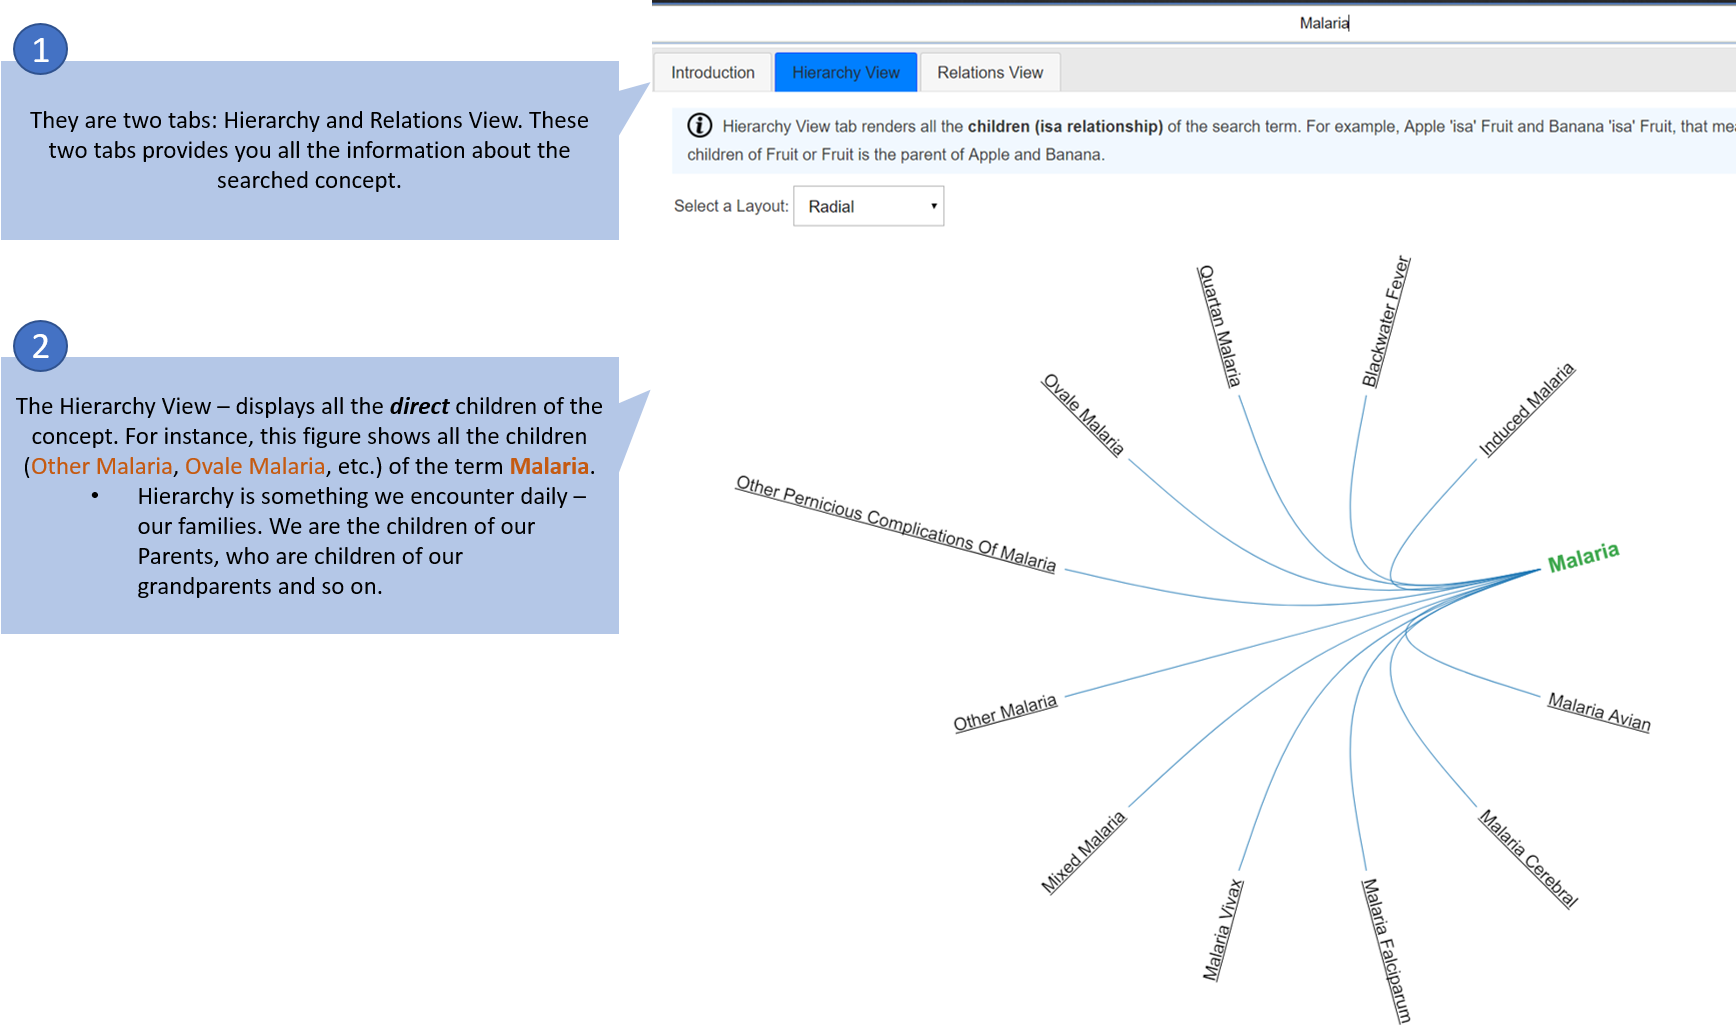 1
They are two tabs: Hierarchy and Relations View. These
two tabs provides you all the information about the
searched concept.
2
The Hierarchy View – displays all the direct children of the
concept. For instance, this figure shows all the children
(Other Malaria, Ovale Malaria, etc.) of the term Malaria.
• Hierarchy is something we encounter daily –
our families. We are the children of our
Parents, who are children of our
grandparents and so on.
Malaria
Introduction
Hierarchy View
Relations View
Hierarchy View tab renders all the children (isa relationship) of the search term. For example, Apple 'isa' Fruit and Banana 'isa' Fruit, that
children of Fruit or Fruit is the parent of Apple and Banana.
Select a Layout: Radial
Quartan Malaria
Blackwater Fever
Ovale Malaria
Induced Malaria
Other Pernicious Complications Of Malaria
Malaria
Other Malaria
Malaria Avian
Mixed Malaria
Malaria Cerebral
Malaria Vivax
Malaria Falciparum